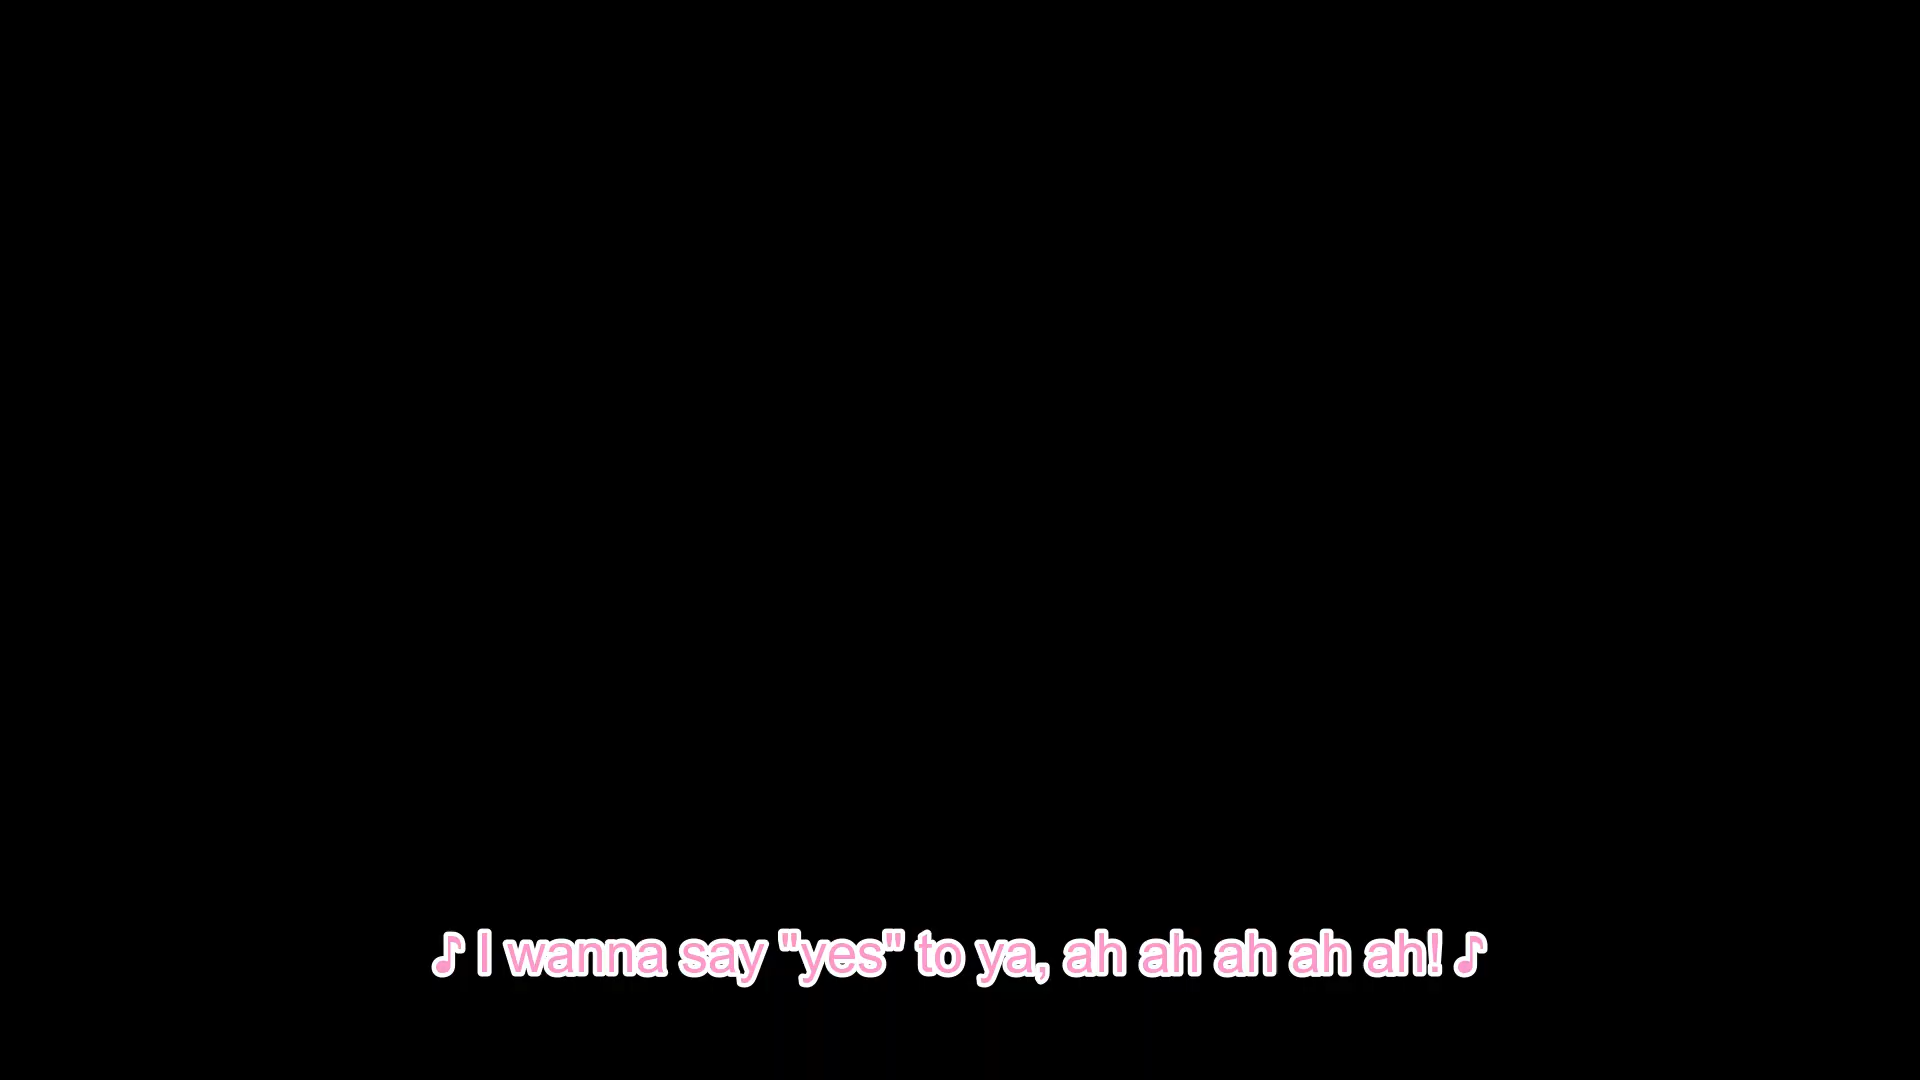 ♪ I wanna say "yes" to ya, ah ah ah ah ah! ♪